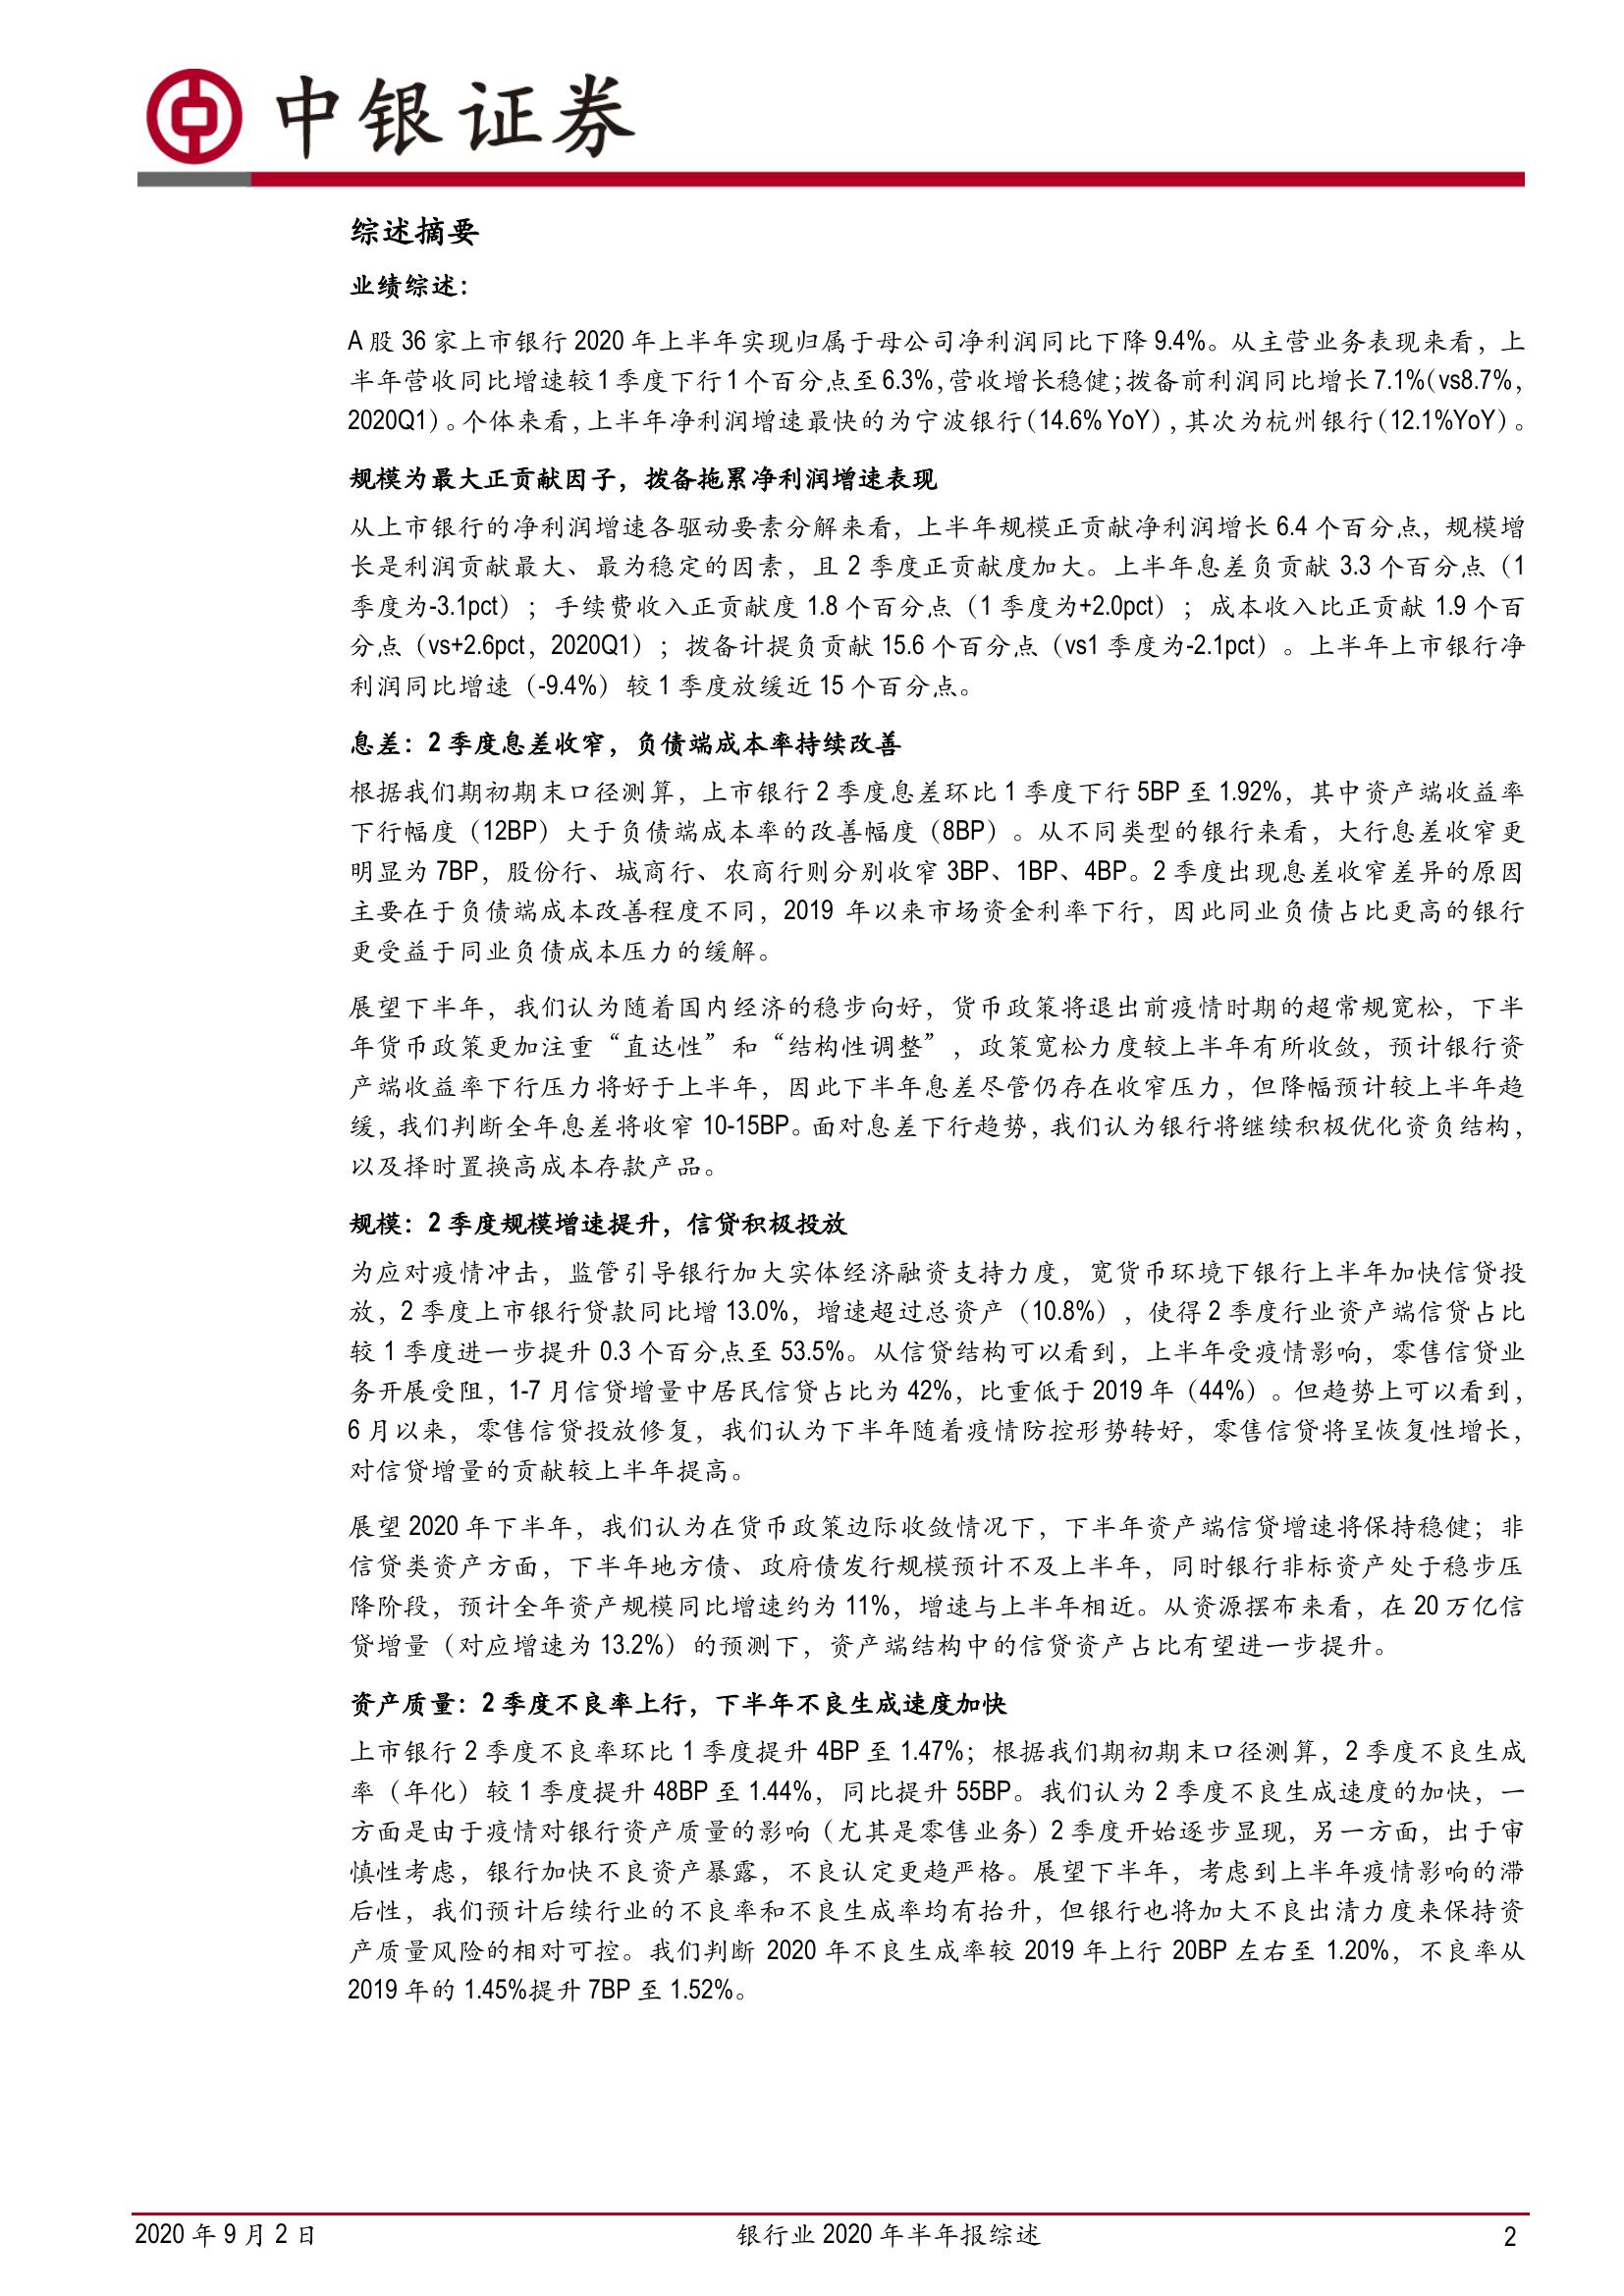 中银证券
综述摘要
业绩综述：
A 股 36 家上市银行 2020 年上半年实现归属于母公司净利润同比下降 9.4%。从主营业务表现来看，上
半年营收同比增速较 1 季度下行 1 个百分点至 6.3%，营收增长稳健；拨备前利润同比增长 7.1%（vs8.7%，
2020Q1）。个体来看，上半年净利润增速最快的为宁波银行（14.6% YoY），其次为杭州银行（12.1%YoY）。
规模为最大正贡献因子，拨备拖累净利润增速表现
从上市银行的净利润增速各驱动要素分解来看，上半年规模正贡献净利润增长 6.4 个百分点，规模增
长是利润贡献最大、最为稳定的因素，且 2 季度正贡献度加大。上半年息差负贡献 3.3 个百分点（1
季度为-3.1pct）；手续费收入正贡献度 1.8 个百分点（1 季度为+2.0pct）；成本收入比正贡献 1.9 个百
分点（vs+2.6pct，2020Q1）；拨备计提负贡献 15.6 个百分点（vs1 季度为-2.1pct）。上半年上市银行净
利润同比增速（-9.4%）较 1 季度放缓近 15 个百分点。
息差：2 季度息差收窄，负债端成本率持续改善
根据我们期初期末口径测算，上市银行 2 季度息差环比 1 季度下行 5BP 至 1.92%，其中资产端收益率
下行幅度（12BP）大于负债端成本率的改善幅度（8BP）。从不同类型的银行来看，大行息差收窄更
明显为 7BP，股份行、城商行、农商行则分别收窄 3BP、1BP、4BP。2 季度出现息差收窄差异的原因
主要在于负债端成本改善程度不同，2019 年以来市场资金利率下行，因此同业负债占比更高的银行
更受益于同业负债成本压力的缓解。
展望下半年，我们认为随着国内经济的稳步向好，货币政策将退出前疫情时期的超常规宽松，下半
年货币政策更加注重“直达性”和“结构性调整”，政策宽松力度较上半年有所收敛，预计银行资
产端收益率下行压力将好于上半年，因此下半年息差尽管仍存在收窄压力，但降幅预计较上半年趋
缓，我们判断全年息差将收窄 10-15BP。面对息差下行趋势，我们认为银行将继续积极优化资负结构，
以及择时置换高成本存款产品。
规模：2 季度规模增速提升，信贷积极投放
为应对疫情冲击，监管引导银行加大实体经济融资支持力度，宽货币环境下银行上半年加快信贷投
放，2 季度上市银行贷款同比增 13.0%，增速超过总资产（10.8%），使得 2 季度行业资产端信贷占比
较 1 季度进一步提升 0.3 个百分点至 53.5%。从信贷结构可以看到，上半年受疫情影响，零售信贷业
务开展受阻，1-7 月信贷增量中居民信贷占比为 42%，比重低于 2019 年（44%）。但趋势上可以看到，
6 月以来，零售信贷投放修复，我们认为下半年随着疫情防控形势转好，零售信贷将呈恢复性增长，
对信贷增量的贡献较上半年提高。
展望 2020 年下半年，我们认为在货币政策边际收敛情况下，下半年资产端信贷增速将保持稳健；非
信贷类资产方面，下半年地方债、政府债发行规模预计不及上半年，同时银行非标资产处于稳步压
降阶段，预计全年资产规模同比增速约为 11%，增速与上半年相近。从资源摆布来看，在 20 万亿信
贷增量（对应增速为 13.2%）的预测下，资产端结构中的信贷资产占比有望进一步提升。
资产质量：2 季度不良率上行，下半年不良生成速度加快
上市银行 2 季度不良率环比 1 季度提升 4BP 至 1.47%；根据我们期初期末口径测算，2 季度不良生成
率（年化）较 1 季度提升 48BP 至 1.44%，同比提升 55BP。我们认为 2 季度不良生成速度的加快，一
方面是由于疫情对银行资产质量的影响（尤其是零售业务）2 季度开始逐步显现，另一方面，出于审
慎性考虑，银行加快不良资产暴露，不良认定更趋严格。展望下半年，考虑到上半年疫情影响的滞
后性，我们预计后续行业的不良率和不良生成率均有抬升，但银行也将加大不良出清力度来保持资
产质量风险的相对可控。我们判断 2020 年不良生成率较 2019 年上行 20BP 左右至 1.20%，不良率从
2019 年的 1.45%提升 7BP 至 1.52%。
2020 年 9 月 2 日
银行业 2020 年半年报综述
2